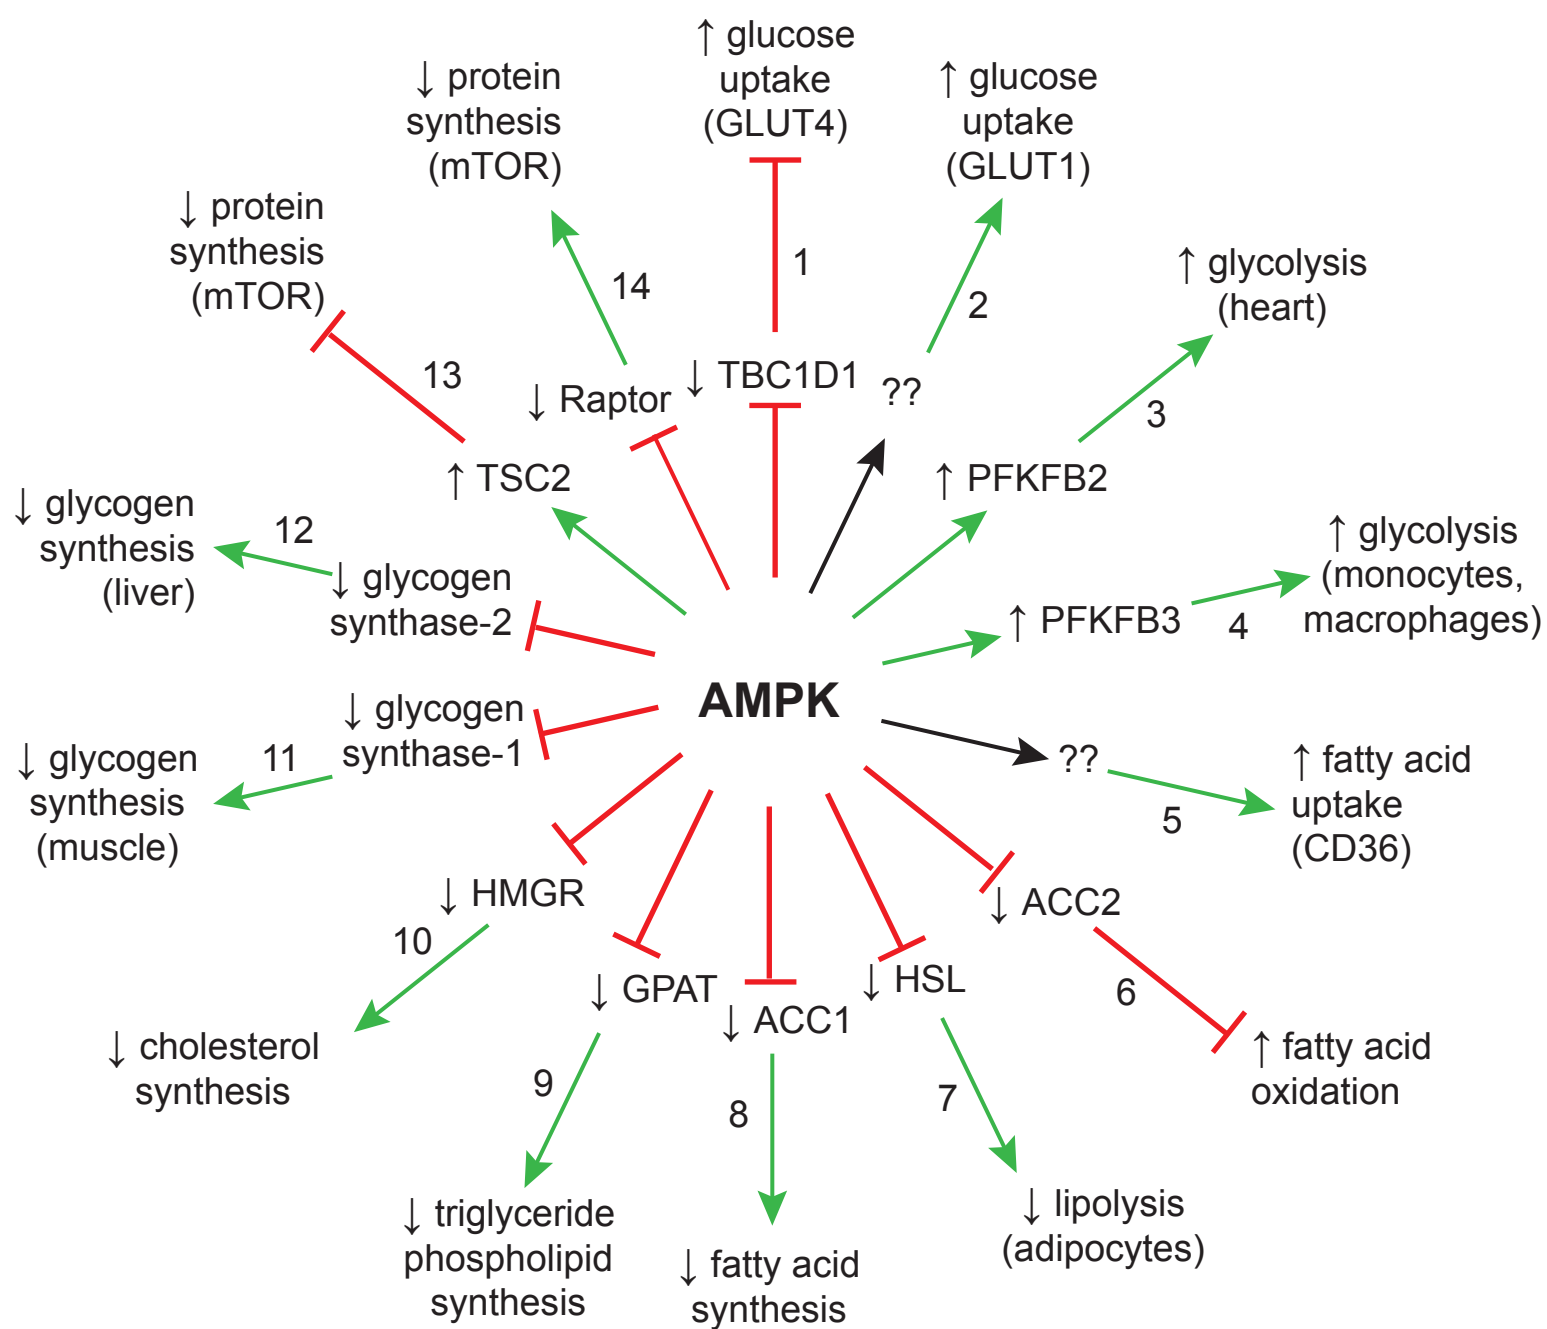 ↑ glucose
uptake
(GLUT4)
↓ protein
synthesis
(mTOR)
↑ glucose
uptake
(GLUT1)
↓ protein
synthesis
(mTOR)
↑ glycolysis
(heart)
1
14
2
13
3
↓ Raptor
↓ TBC1D1
??
↑ TSC2
↑ PFKFB2
↓ glycogen
synthesis
(liver)
12
↓ glycogen
synthase-2
↑ PFKFB3
4
↑ glycolysis
(monocytes,
macrophages)
AMPK
↓ glycogen
synthase-1
11
↓ glycogen
synthesis
(muscle)
??
5
↑ fatty acid
uptake
(CD36)
↓ HMGR
10
↓ cholesterol
synthesis
↓ GPAT
9
↓ triglyceride
phospholipid
synthesis
↓ ACC1
8
↓ fatty acid
synthesis
↓ HSL
7
↓ lipolysis
(adipocytes)
↓ ACC2
6
↑ fatty acid
oxidation